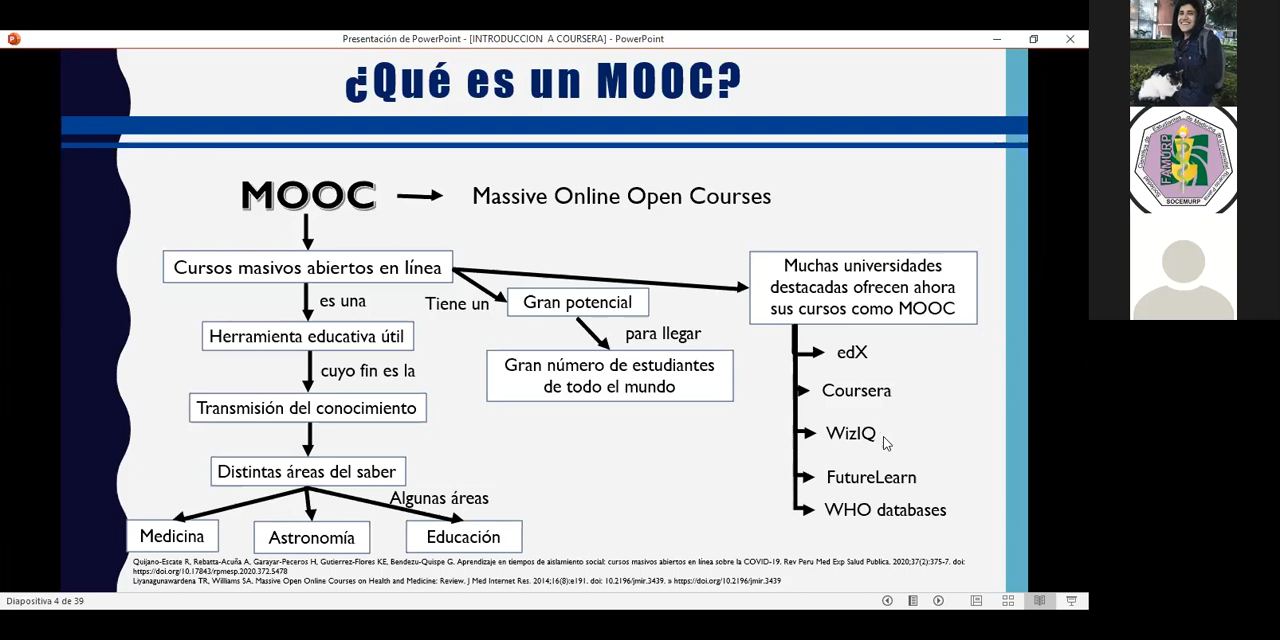 Presentación de PowerPoint - [INTRODUCCION A COURSERA] - PowerPoint
¿Qué es un MOOC?
MOOC
Massive Online Open Courses
Cursos masivos abiertos en línea
es una
Herramienta educativa útil
cuyo fin es la
Transmisión del conocimiento
Distintas áreas del saber
Algunas áreas
Medicina
Astronomía
Educación
Tiene un
Gran potencial
para llegar
Gran número de estudiantes
de todo el mundo
Muchas universidades
destacadas ofrecen ahora
sus cursos como MOOC
edX
Coursera
WizIQ
FutureLearn
WHO databases
Quijano-Escate R, Rebatta-Acuña A, Garayar-Peceros H, Gutierrez-Flores KE, Bendezu-Quispe G. Aprendizaje en tiempos de aislamiento social: cursos masivos abiertos en línea sobre la COVID-19. Rev Peru Med Exp Salud Publica. 2020;37(2):375-7. doi:
https://doi.org/10.17843/rpmesp.2020.372.5478
Liyanagunawardena TR, Williams SA. Massive Open Online Courses on Health and Medicine: Review. J Med Internet Res. 2014;16(8):e191. doi: 10.2196/jmir.3439. » https://doi.org/10.2196/jmir.3439
Diapositiva 4 de 39
FAMURP
SOCEMURP